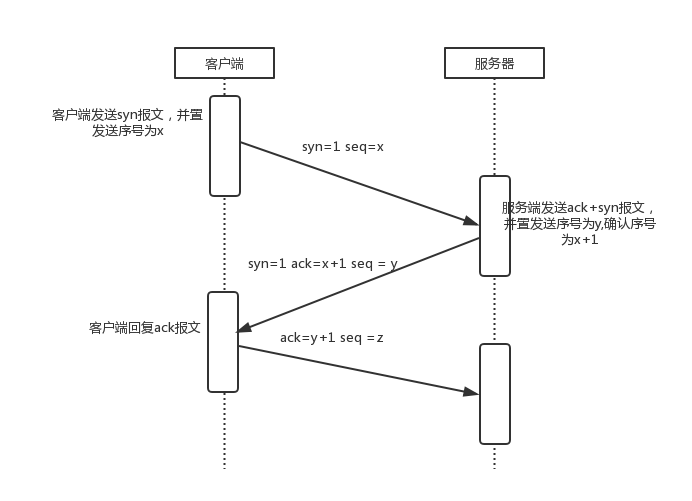 客户端
服务器
客户端发送syn报文，并置
发送序号为x
syn=1 seq=x
服务端发送ack+syn报文，
并置发送序号为y,确认序号
为x+1
syn=1 ack=x+1 seq = y
客户端回复ack报文
ack=y+1 seq =z